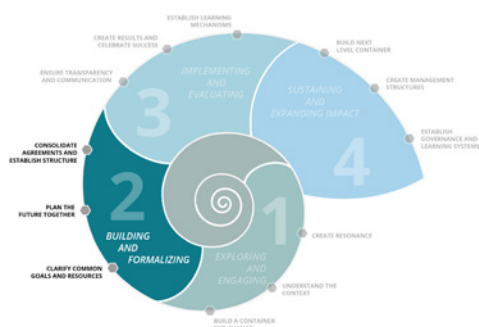 ESTABLISH LEARNING
MECHANISMS
CREATE RESULTS AND
CELEBRATE SUCCESS
BUILD NEXT
LEVEL CONTAINER
ENSURE TRANSPARENCY
AND COMMUNICATION
IMPLEMENTING
AND
EVALUATING
3
SUSTAINING
AND
EXPANDING IMPACT
4
CREATE MANAGEMENT
STRUCTURES
ESTABLISH
GOVERNANCE AND
LEARNING SYSTEMS
CONSOLIDATE
AGREEMENTS AND
ESTABLISH STRUCTURE
PLAN THE
FUTURE TOGETHER
2
BUILDING
AND
FORMALIZING
CLARIFY COMMON
GOALS AND RESOURCES
1
EXPLORING
AND
ENGAGING
CREATE RESONANCE
UNDERSTAND THE
CONTEXT
BUILD A CONTAINER